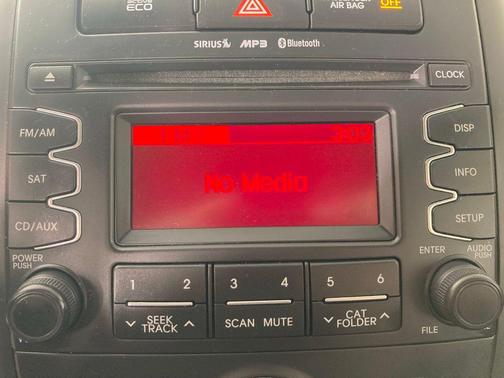 active
ECO
AIR BAG
OFF
SIRIUS MP3 Bluetooth
CLOCK
FM/AM
DISP
No Media
SAT
INFO
CD/AUX
SETUP
POWER
PUSH
ENTER
AUDIO
PUSH
1 2 3 4 5 6
SEEK
TRACK
SCAN MUTE
CAT
FOLDER
FILE